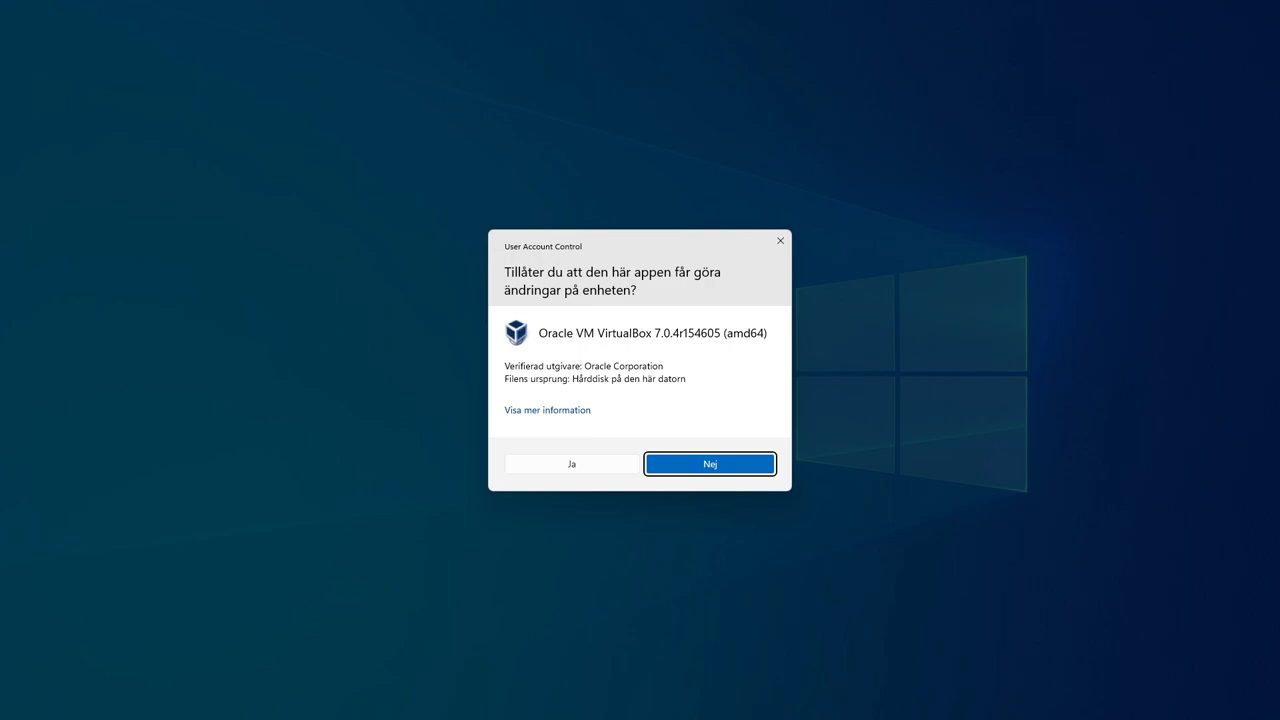 User Account Control
Tillåter du att den här appen får göra
ändringar på enheten?
Oracle VM VirtualBox 7.0.4r154605 (amd64)
Verifierad utgivare: Oracle Corporation
Filens ursprung: Hårddisk på den här datorn
Visa mer information
Ja
Nej